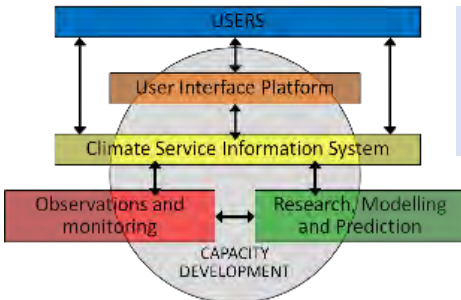 USERS
User Interface Platform
Climate Service Information System
Observations and
monitoring
Research, Modelling
and Prediction
CAPACITY
DEVELOPMENT